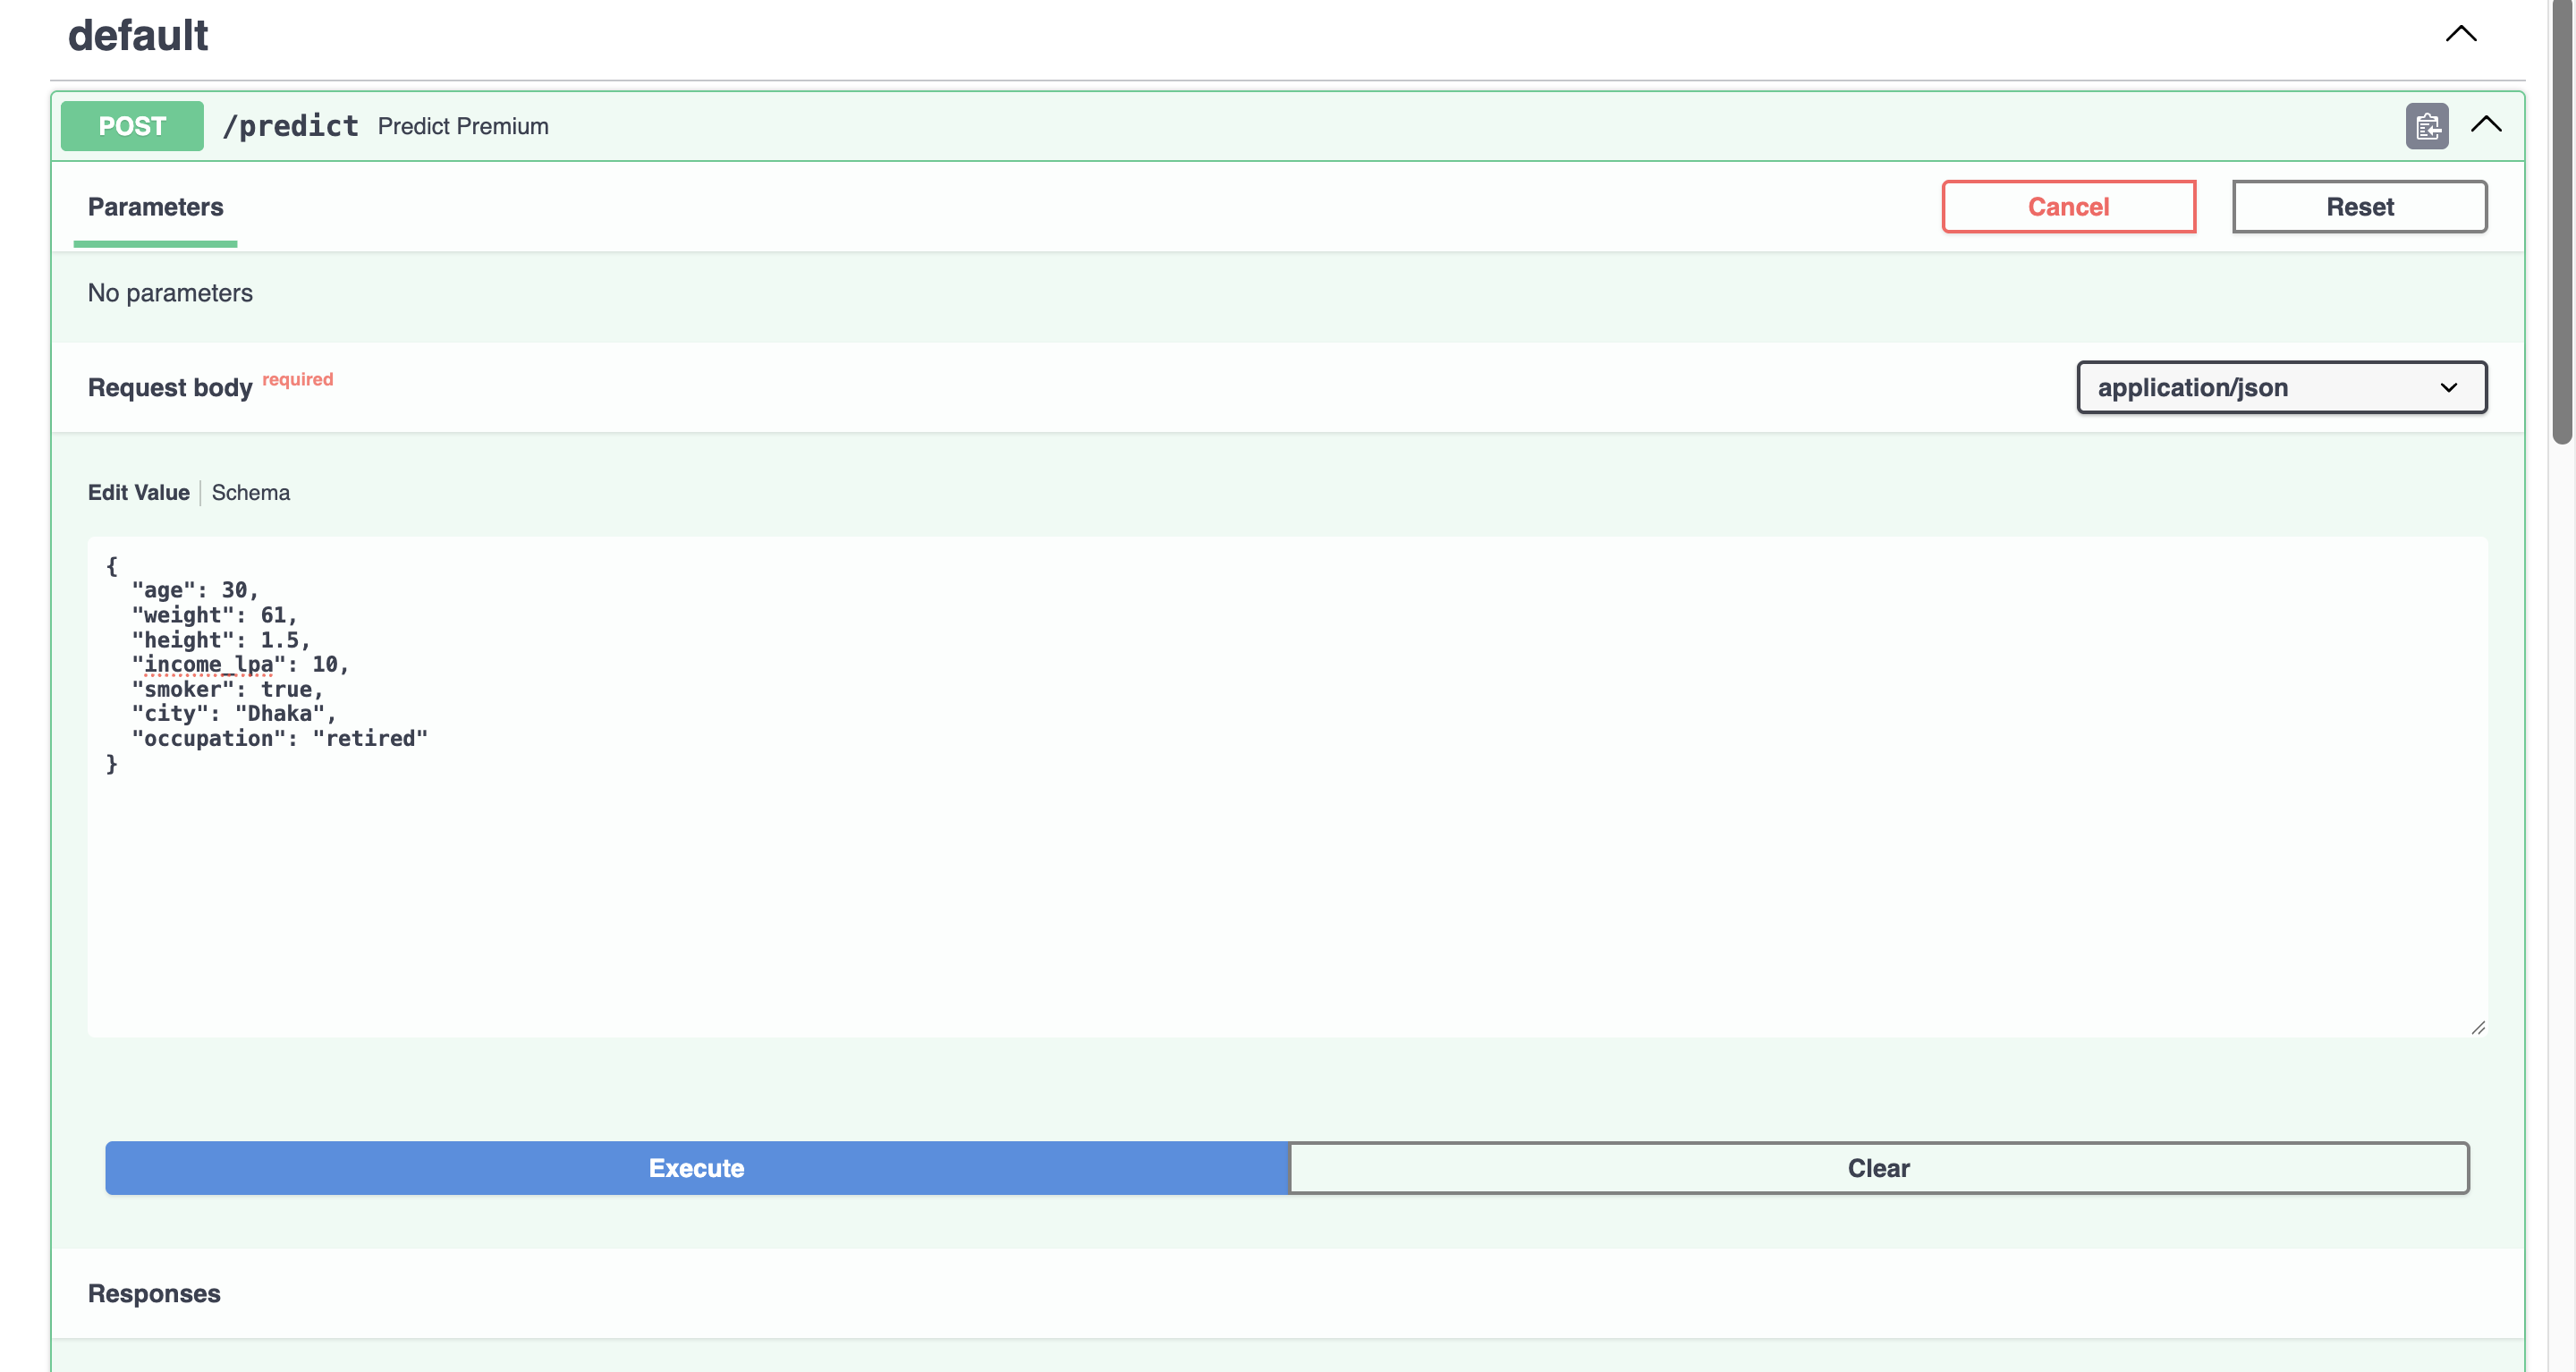 default
POST /predict Predict Premium
Parameters
Cancel
Reset
No parameters
Request body required
application/json
Edit Value | Schema
{
  "age": 30,
  "weight": 61,
  "height": 1.5,
  "income_lpa": 10,
  "smoker": true,
  "city": "Dhaka",
  "occupation": "retired"
}
Execute
Clear
Responses